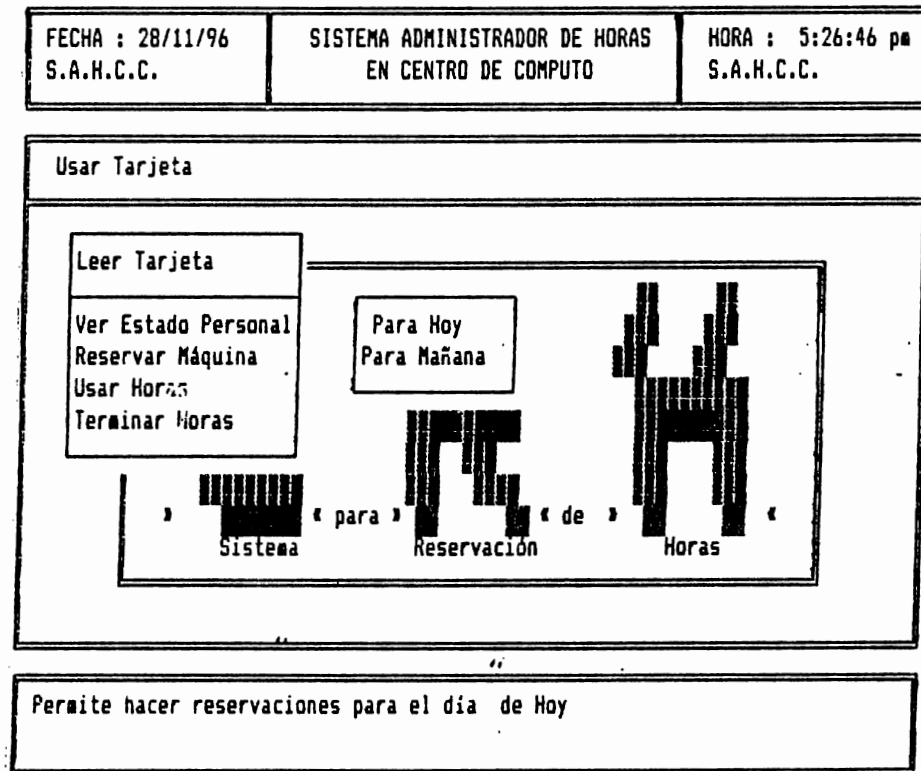 FECHA : 28/11/96
S.A.H.C.C.
SISTEMA ADMINISTRADOR DE HORAS
EN CENTRO DE COMPUTO
HORA : 5:26:46 pm
S.A.H.C.C.
Usar Tarjeta
Leer Tarjeta
Ver Estado Personal
Reservar Máquina
Usar Horas
Terminar Horas
Para Hoy
Para Mañana
» « para » « de » «
Sistema Reservación Horas
Permite hacer reservaciones para el día de Hoy